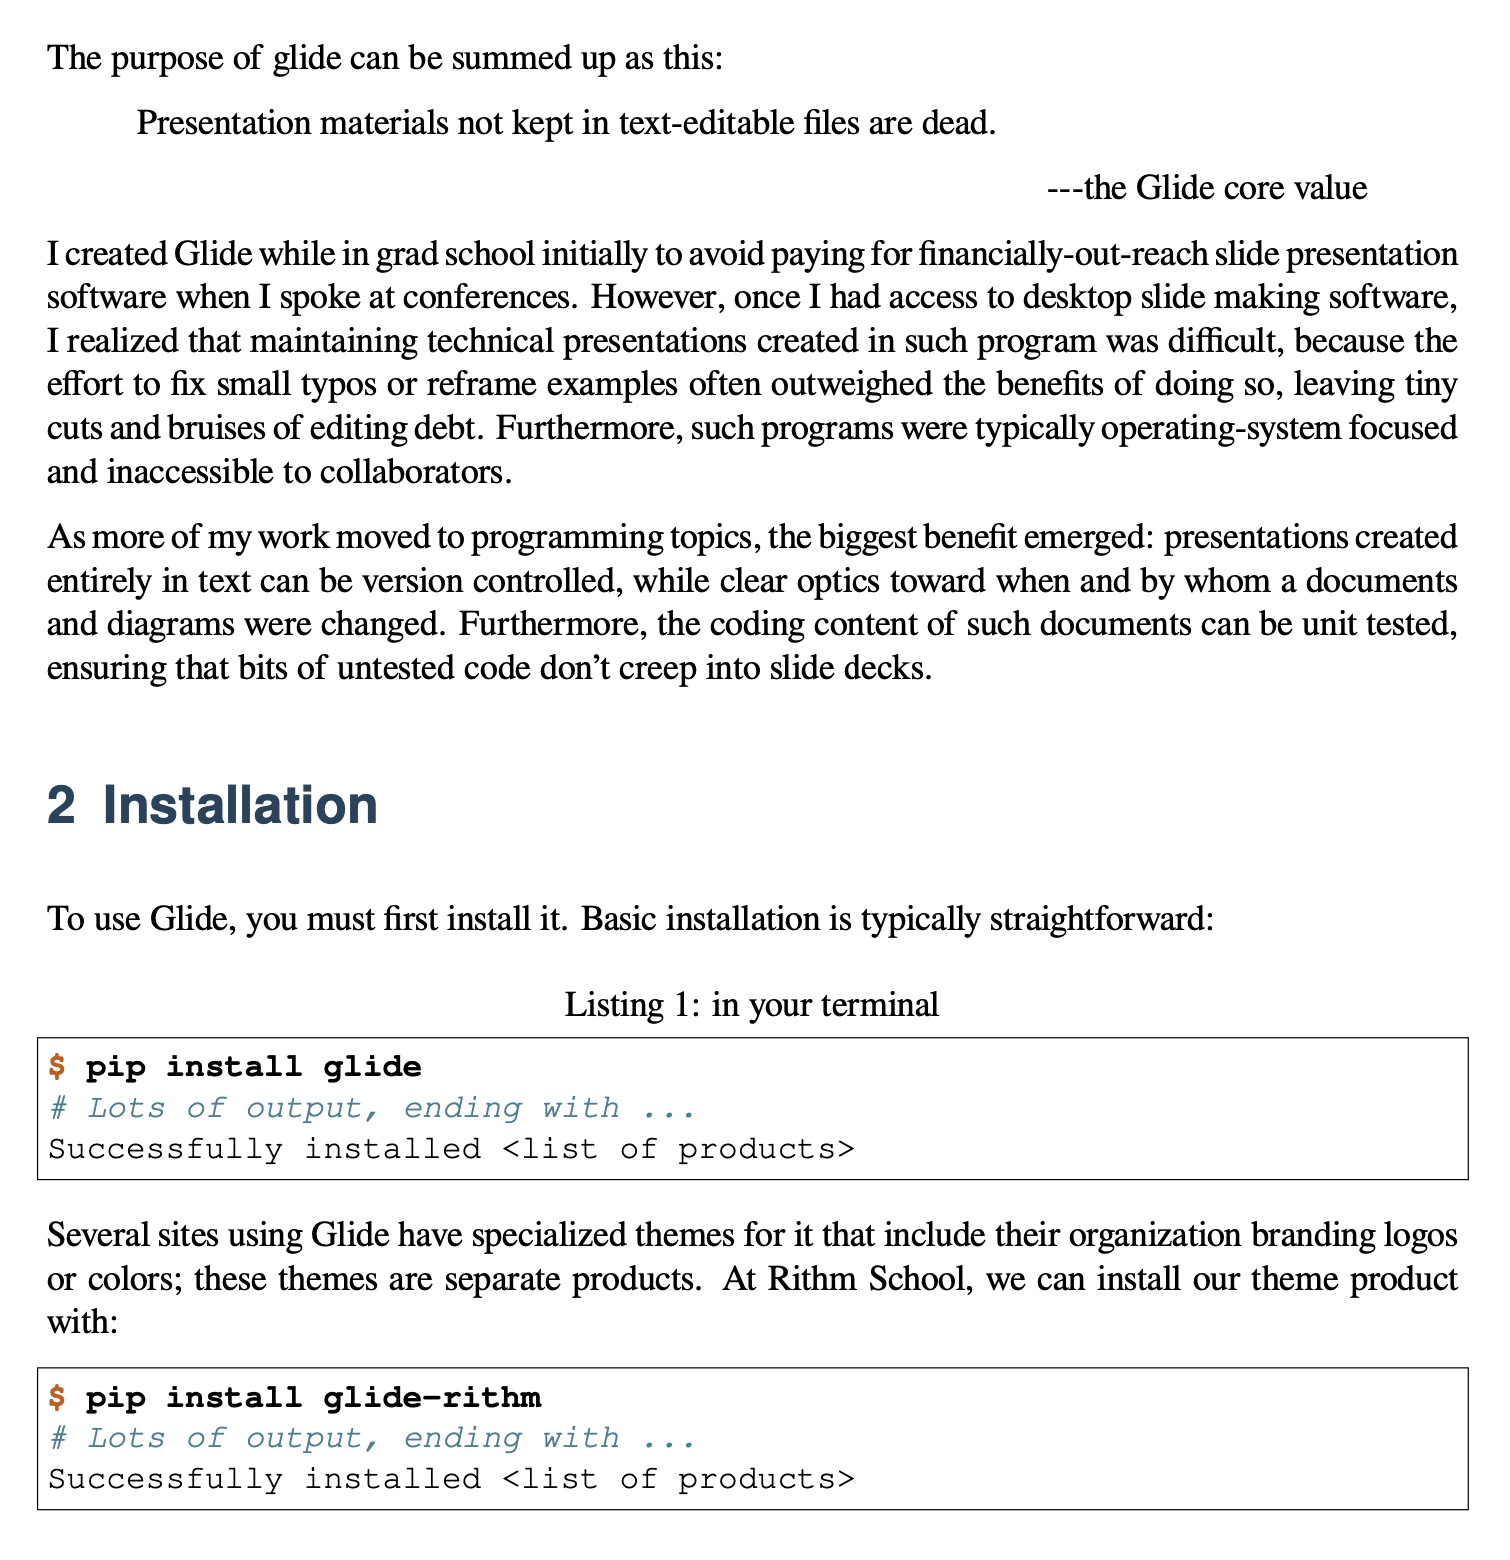 The purpose of glide can be summed up as this:
Presentation materials not kept in text-editable files are dead.
---the Glide core value
I created Glide while in grad school initially to avoid paying for financially-out-reach slide presentation
software when I spoke at conferences. However, once I had access to desktop slide making software,
I realized that maintaining technical presentations created in such program was difficult, because the
effort to fix small typos or reframe examples often outweighed the benefits of doing so, leaving tiny
cuts and bruises of editing debt. Furthermore, such programs were typically operating-system focused
and inaccessible to collaborators.
As more of my work moved to programming topics, the biggest benefit emerged: presentations created
entirely in text can be version controlled, while clear optics toward when and by whom a documents
and diagrams were changed. Furthermore, the coding content of such documents can be unit tested,
ensuring that bits of untested code don’t creep into slide decks.
2 Installation
To use Glide, you must first install it. Basic installation is typically straightforward:
Listing 1: in your terminal
$ pip install glide
# Lots of output, ending with ...
Successfully installed <list of products>
Several sites using Glide have specialized themes for it that include their organization branding logos
or colors; these themes are separate products. At Rithm School, we can install our theme product
with:
$ pip install glide-rithm
# Lots of output, ending with ...
Successfully installed <list of products>